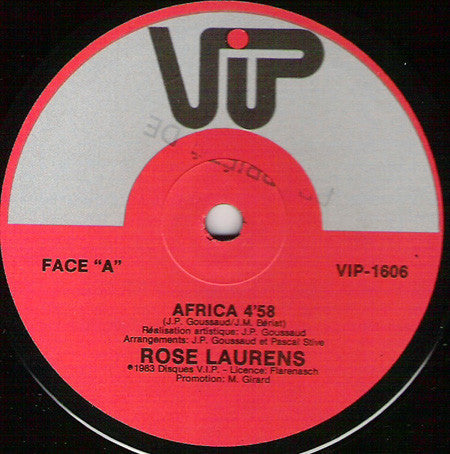 ViP
FACE “A”
VIP-1606
AFRICA 4'58
(J.P. Goussaud/J.M. Bériat)
Réalisation artistique: J.P. Goussaud
Arrangements: J.P. Goussaud et Pascal Stive
ROSE LAURENS
℗1983 Disques V.I.P. - Licence: Flarenasch
Promotion: M. Girard